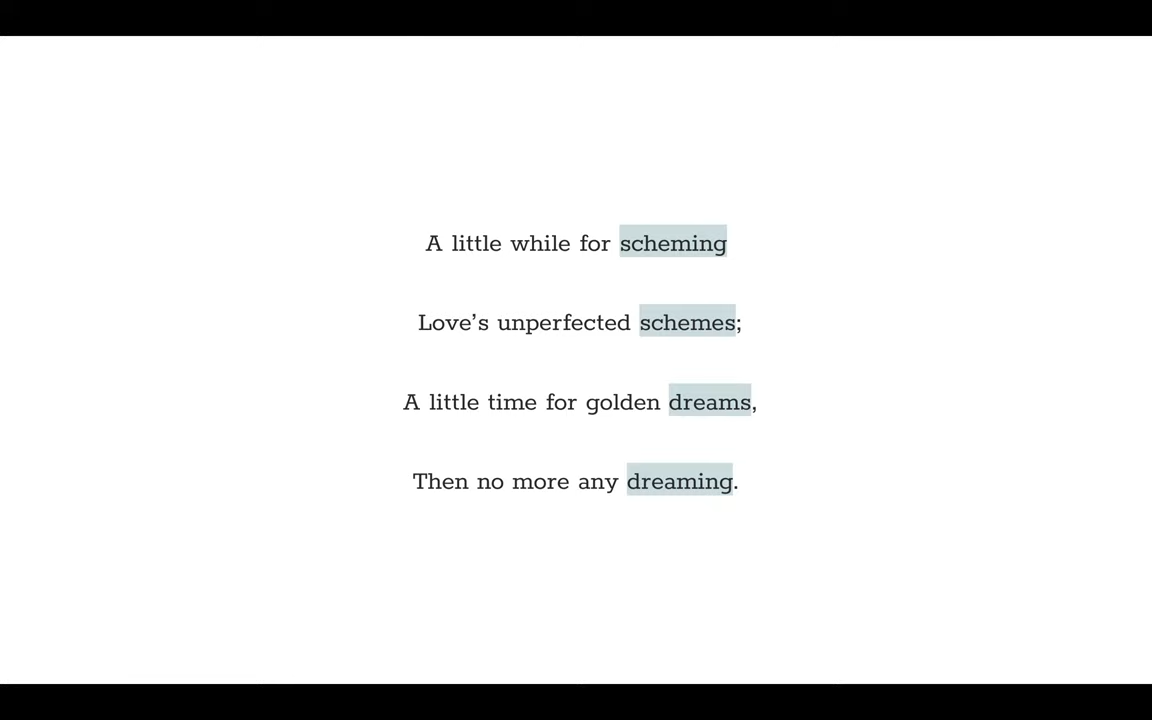 A little while for scheming
Love’s unperfected schemes;
A little time for golden dreams,
Then no more any dreaming.